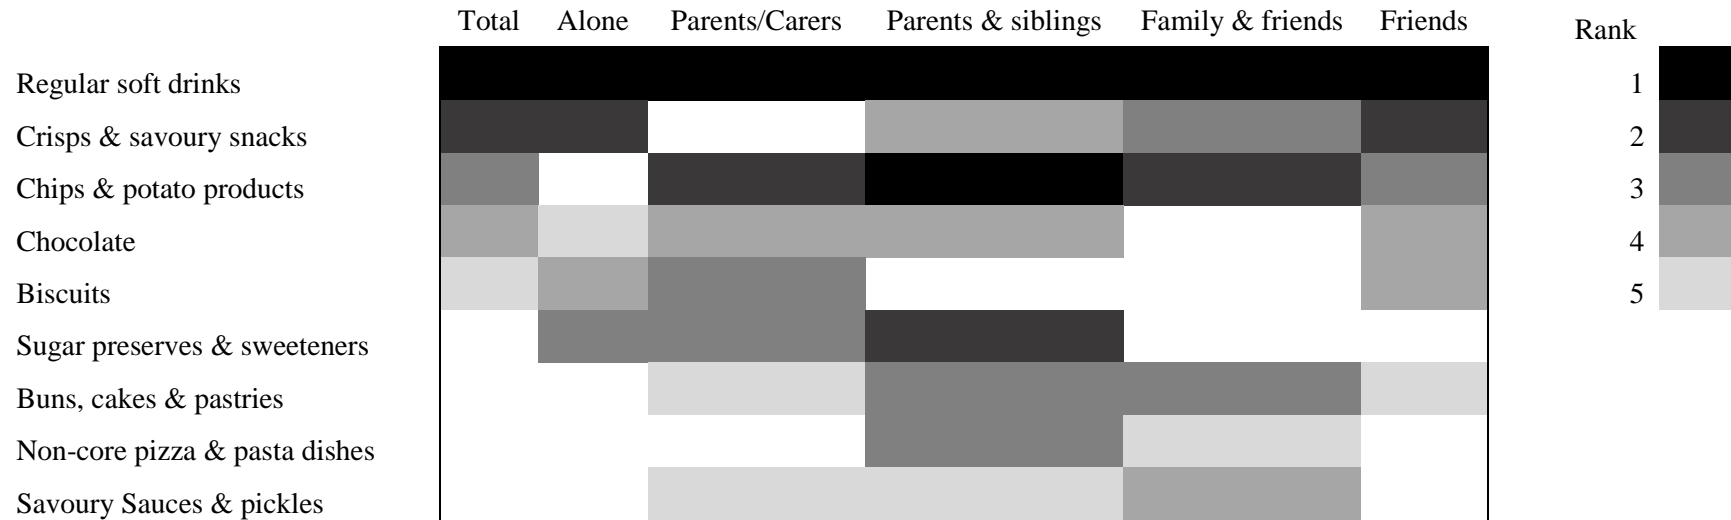 Total Alone Parents/Carers Parents & siblings Family & friends Friends Rank
Regular soft drinks 1
Crisps & savoury snacks 2
Chips & potato products 3
Chocolate 4
Biscuits 5
Sugar preserves & sweeteners
Buns, cakes & pastries
Non-core pizza & pasta dishes
Savoury Sauces & pickles